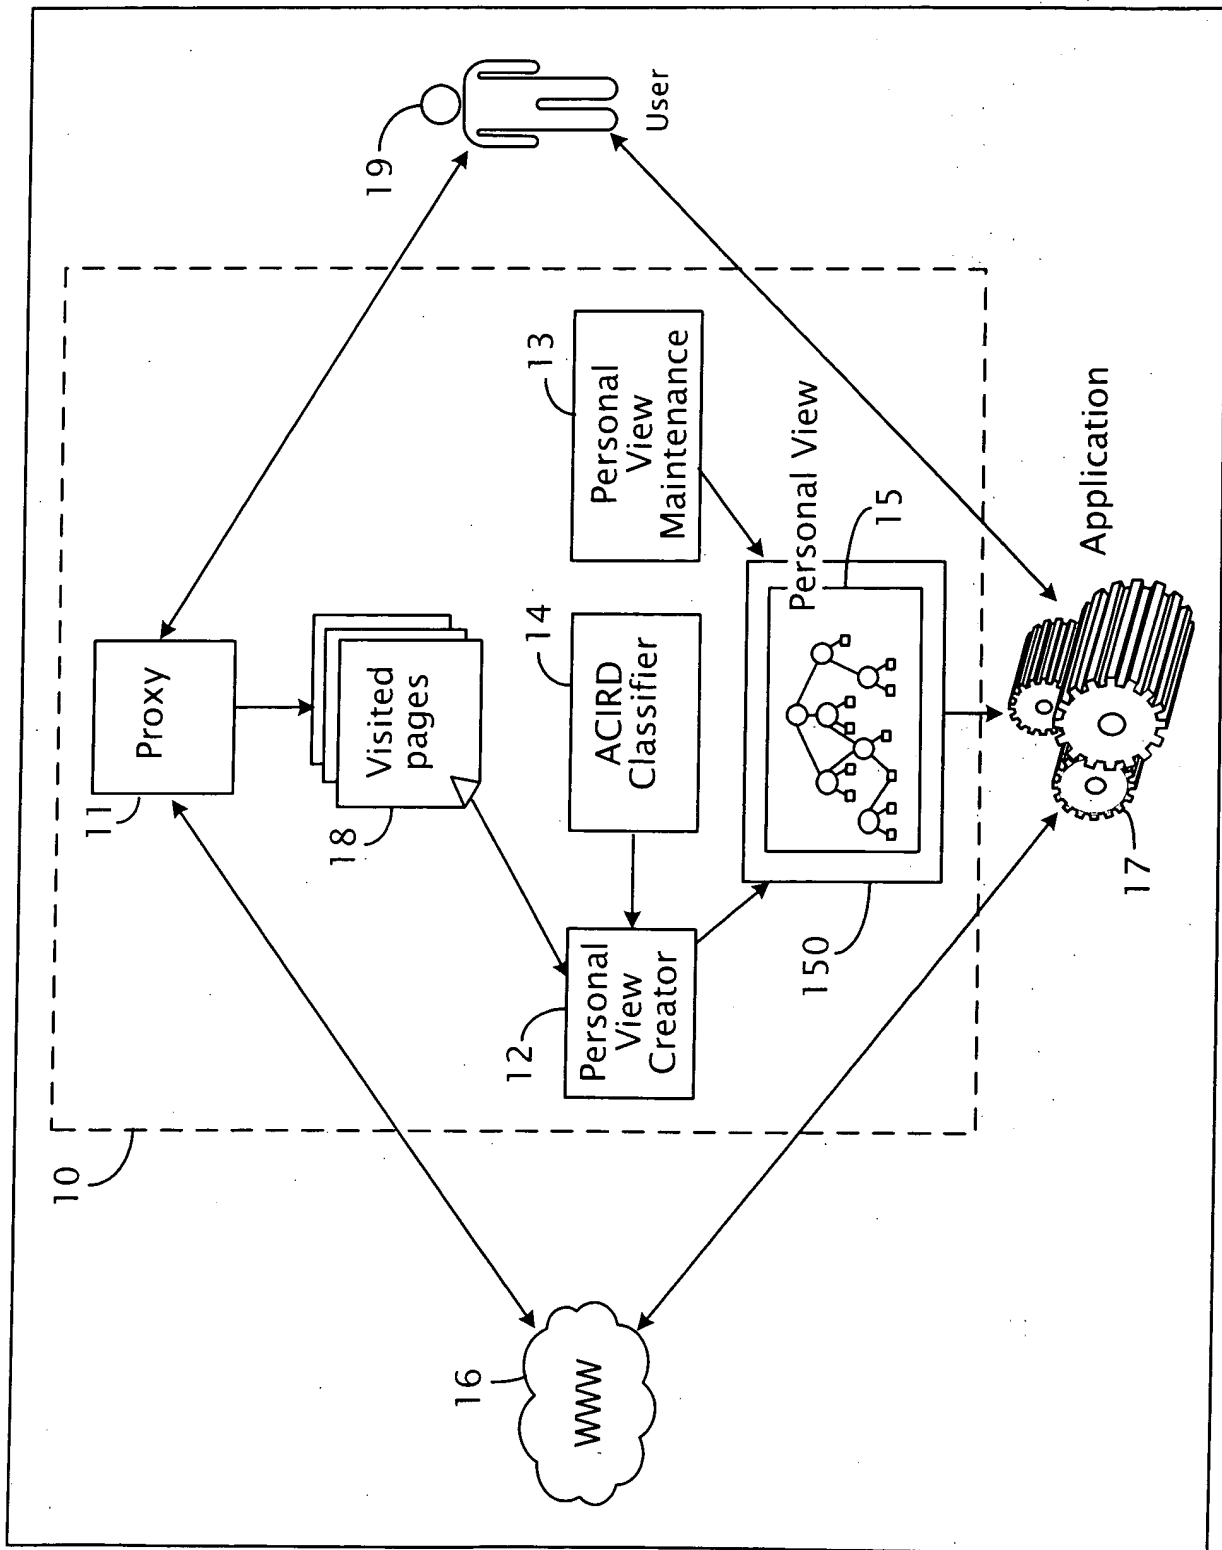 10
11
Proxy
19
User
18
Visited
pages
16
WWW
12
Personal
View
Creator
14
ACIRD
Classifier
13
Personal
View
Maintenance
Personal View
15
150
17
Application